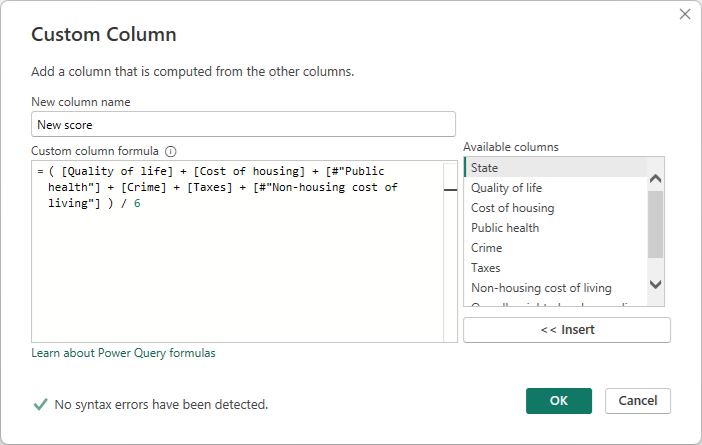 Custom Column
Add a column that is computed from the other columns.
New column name
New score
Custom column formula
= ( [Quality of life] + [Cost of housing] + [#"Public
health"] + [Crime] + [Taxes] + [#"Non-housing cost of
living"] ) / 6
Available columns
State
Quality of life
Cost of housing
Public health
Crime
Taxes
Non-housing cost of living
<< Insert
Learn about Power Query formulas
No syntax errors have been detected.
OK
Cancel